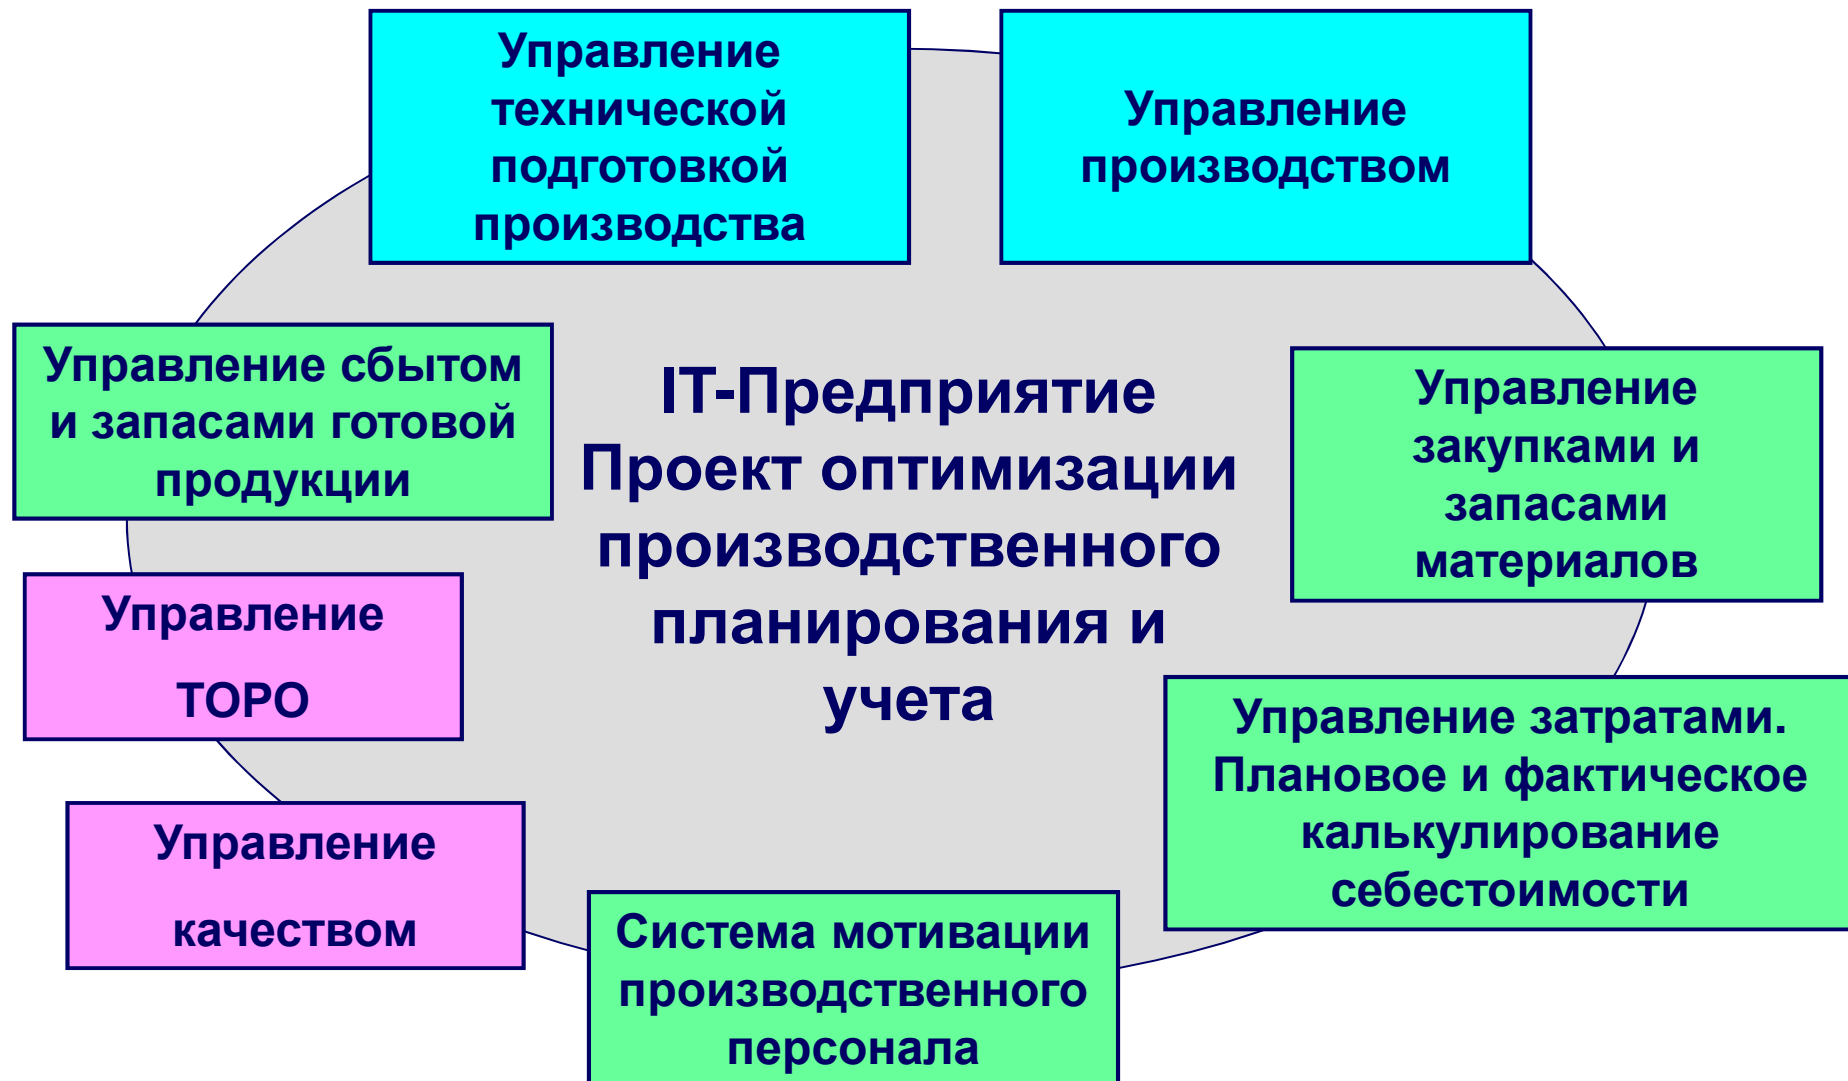 Управление
технической
подготовкой
производства
Управление
производством
Управление сбытом
и запасами готовой
продукции
IT-Предприятие
Проект оптимизации
производственного
планирования и
учета
Управление
закупками и
запасами
материалов
Управление
ТОРО
Управление затратами.
Плановое и фактическое
калькулирование
себестоимости
Управление
качеством
Система мотивации
производственного
персонала